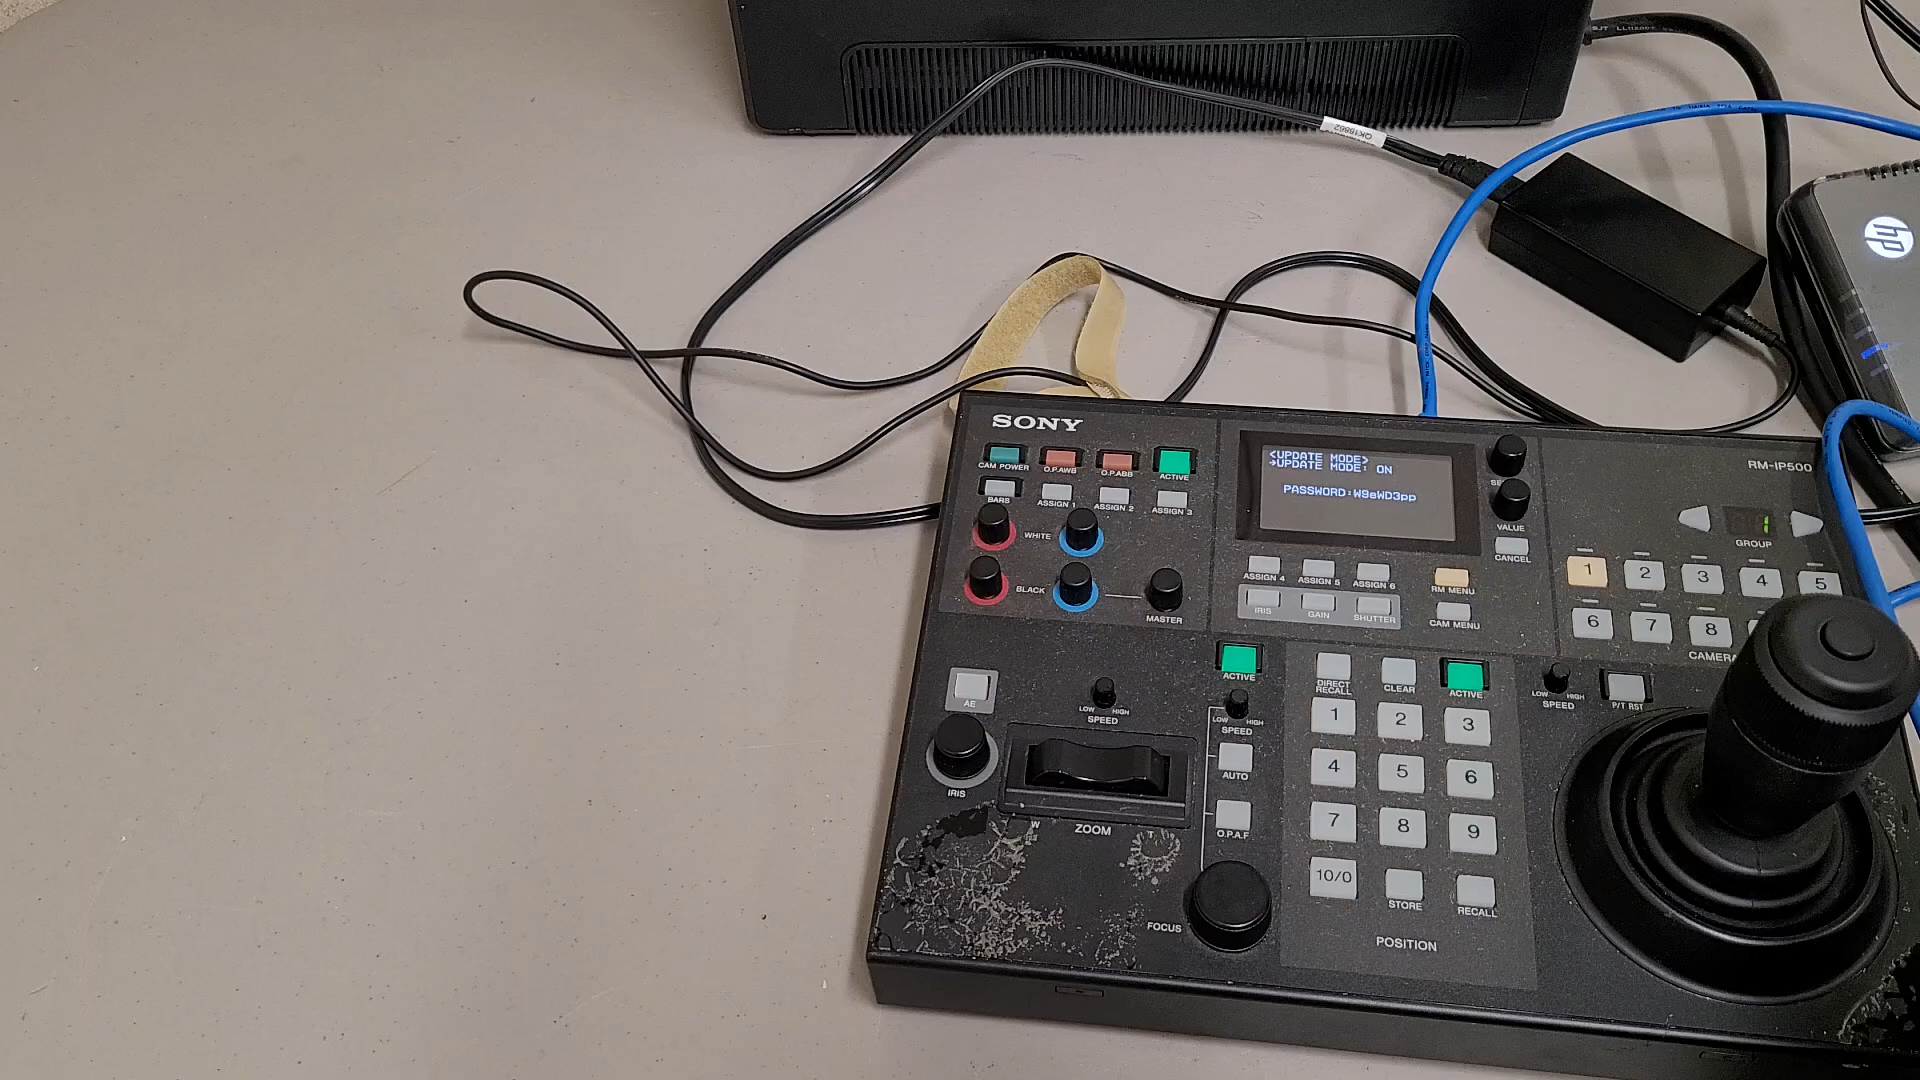 SJT
QK15862
hp
SONY
RM-IP500
CAM POWER
O.P.AWB
O.P.ABB
ACTIVE
<UPDATE MODE>
→UPDATE MODE: ON
PASSWORD:W9eWD3pp
BARS
ASSIGN 1
ASSIGN 2
ASSIGN 3
VALUE
CANCEL
1
GROUP
WHITE
BLACK
MASTER
ASSIGN 4
ASSIGN 5
ASSIGN 6
RM MENU
IRIS
GAIN
SHUTTER
CAM MENU
1
2
3
4
5
6
7
8
CAMERA
AE
LOW
HIGH
SPEED
ACTIVE
LOW
HIGH
SPEED
DIRECT
RECALL
CLEAR
ACTIVE
LOW
HIGH
SPEED
P/T RST
IRIS
W
ZOOM
T
AUTO
O.P.A.F
FOCUS
1
2
3
4
5
6
7
8
9
10/0
STORE
RECALL
POSITION